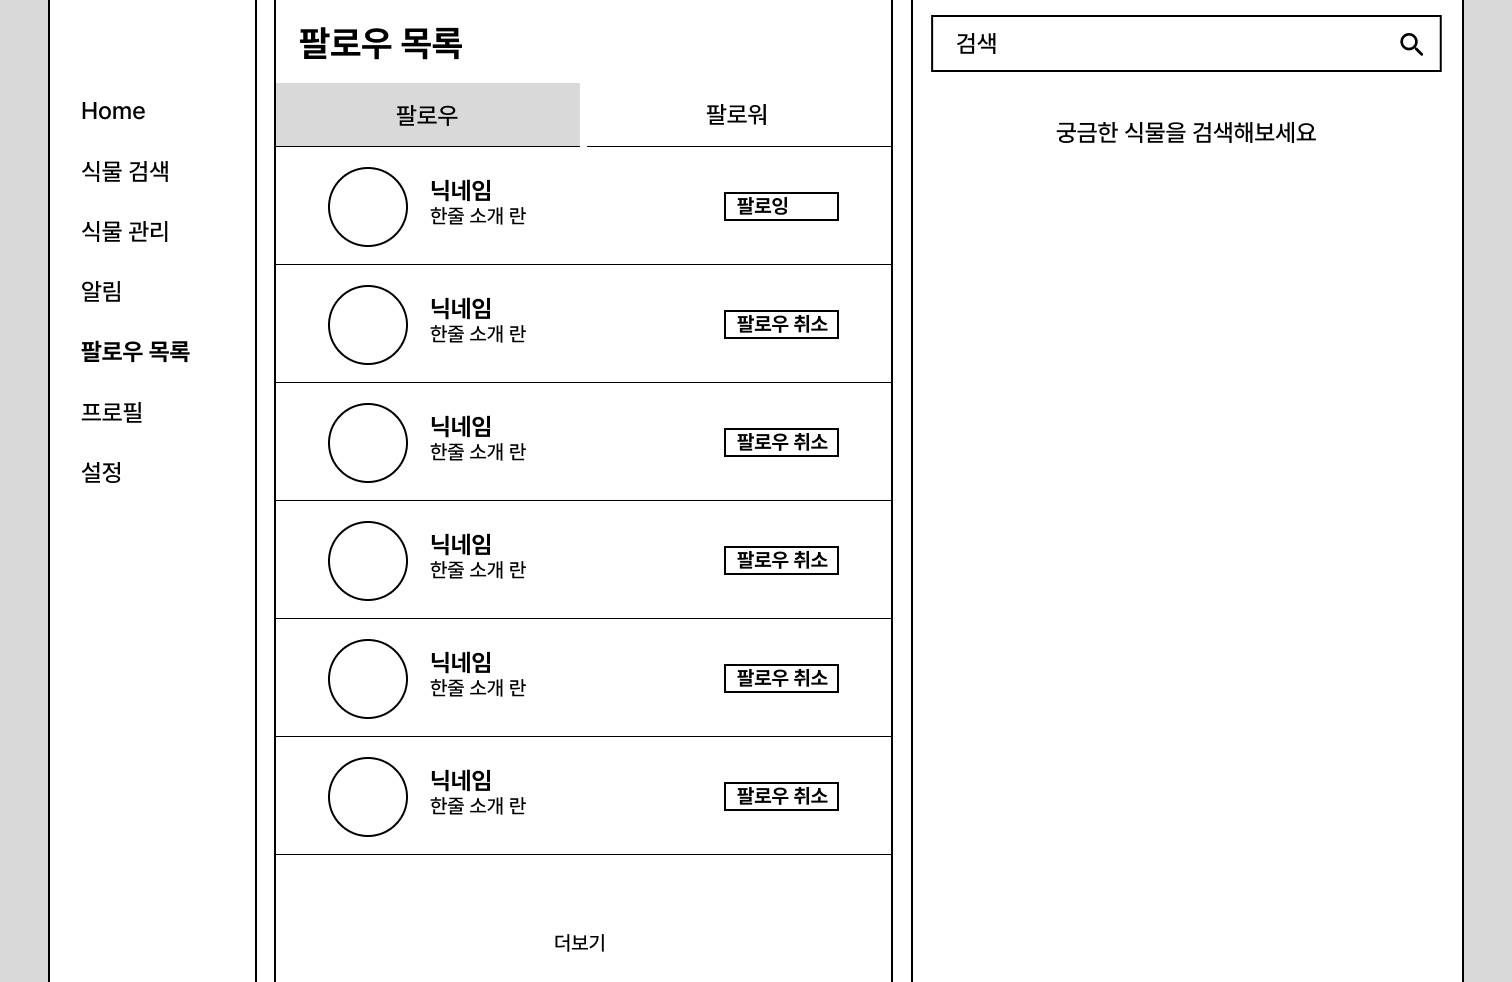 Home
식물 검색
식물 관리
알림
팔로우 목록
프로필
설정
팔로우 목록
팔로우
팔로워
닉네임
한줄 소개 란
팔로잉
닉네임
한줄 소개 란
팔로우 취소
닉네임
한줄 소개 란
팔로우 취소
닉네임
한줄 소개 란
팔로우 취소
닉네임
한줄 소개 란
팔로우 취소
닉네임
한줄 소개 란
팔로우 취소
더보기
검색
궁금한 식물을 검색해보세요